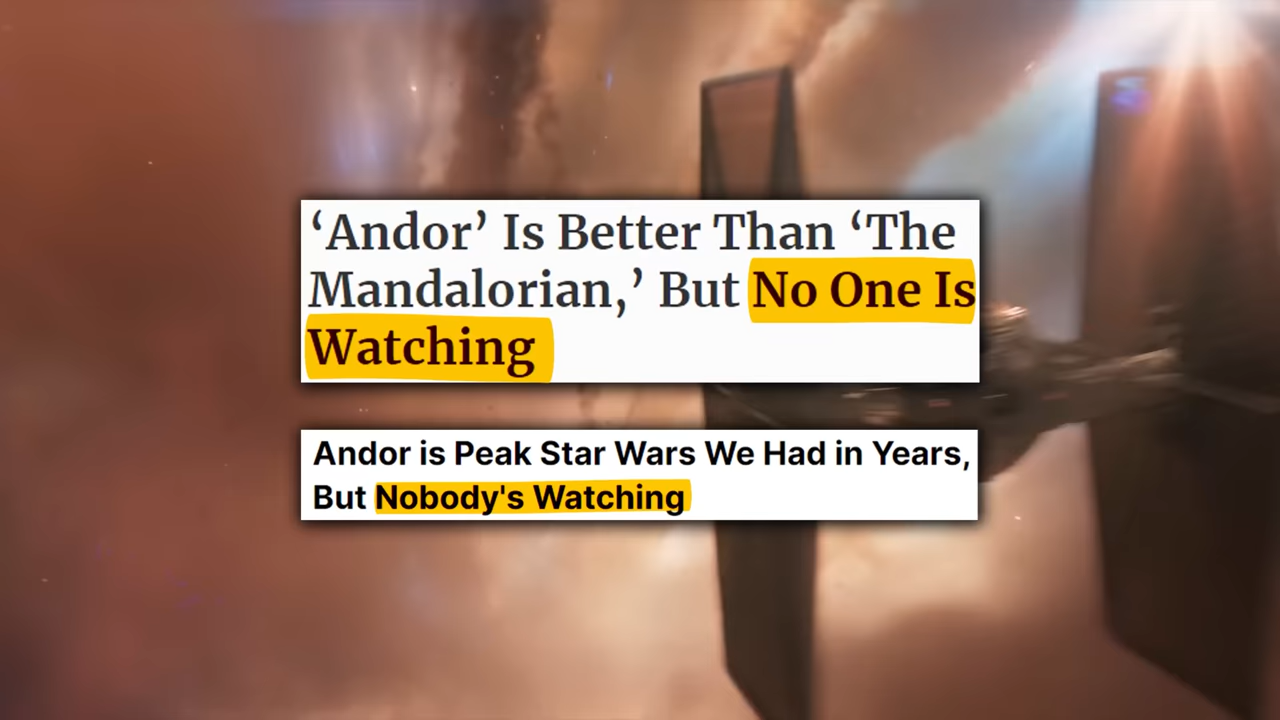 ‘Andor’ Is Better Than ‘The
Mandalorian,’ But No One Is
Watching
Andor is Peak Star Wars We Had in Years,
But Nobody's Watching